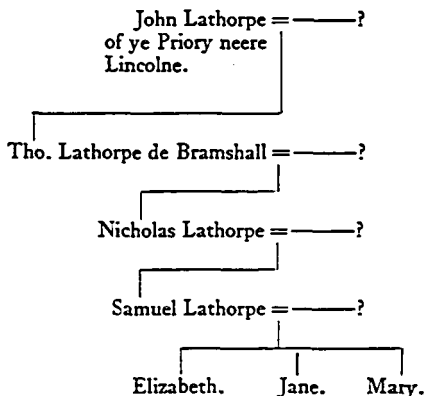 John Lathorpe = ———?
of ye Priory neere
Lincolne.
Tho. Lathorpe de Bramshall = ———?
Nicholas Lathorpe = ———?
Samuel Lathorpe = ———?
Elizabeth. Jane. Mary.